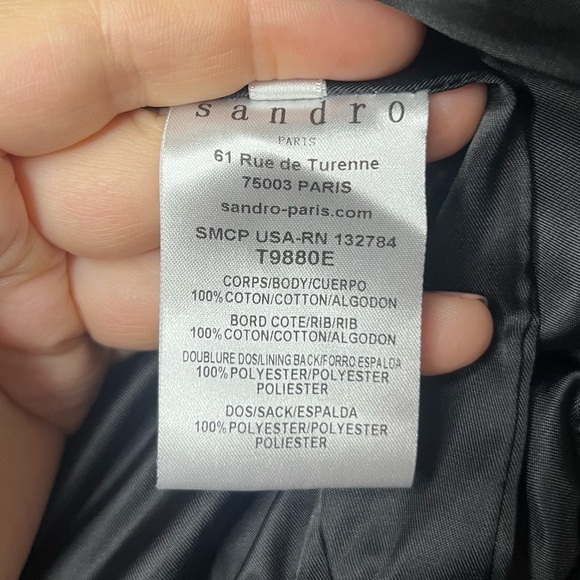 sandro
PARIS
61 Rue de Turenne
75003 PARIS
sandro-paris.com
SMCP USA-RN 132784
T9880E
CORPS/BODY/CUERPO
100% COTON/COTTON/ALGODON
BORD COTE/RIB/RIB
100% COTON/COTTON/ALGODON
DOUBLURE DOS/LINING BACK/FORRO ESPALDA
100% POLYESTER/POLYESTER
POLIESTER
DOS/SACK/ESPALDA
100% POLYESTER/POLYESTER
POLIESTER